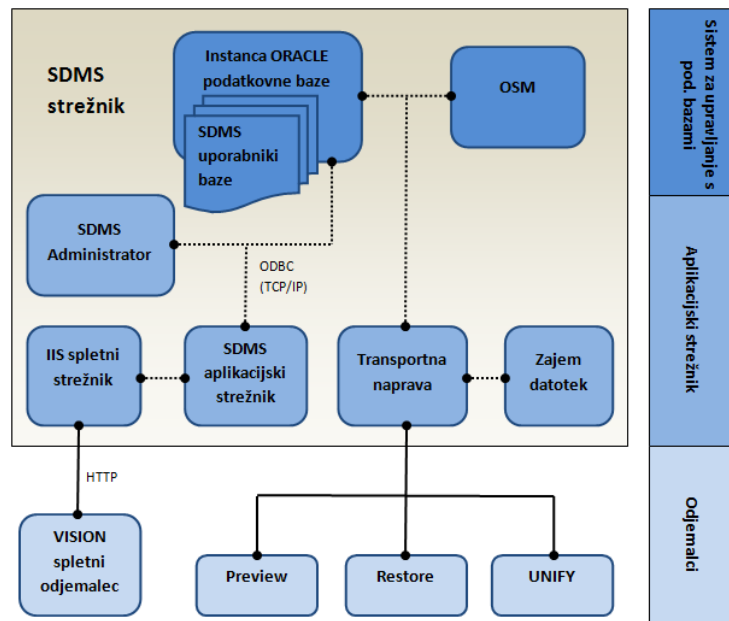 SDMS
strežnik
Instanca ORACLE
podatkovne baze
SDMS
uporabniki
baze
OSM
SDMS
Administrator
ODBC
(TCP/IP)
IIS spletni
strežnik
SDMS
aplikacijski
strežnik
Transportna
naprava
Zajem
datotek
HTTP
VISION
spletni
odjemalec
Preview
Restore
UNIFY
Sistem za upravljanje s
pod. bazami
Aplikacijski strežnik
Odjemalci